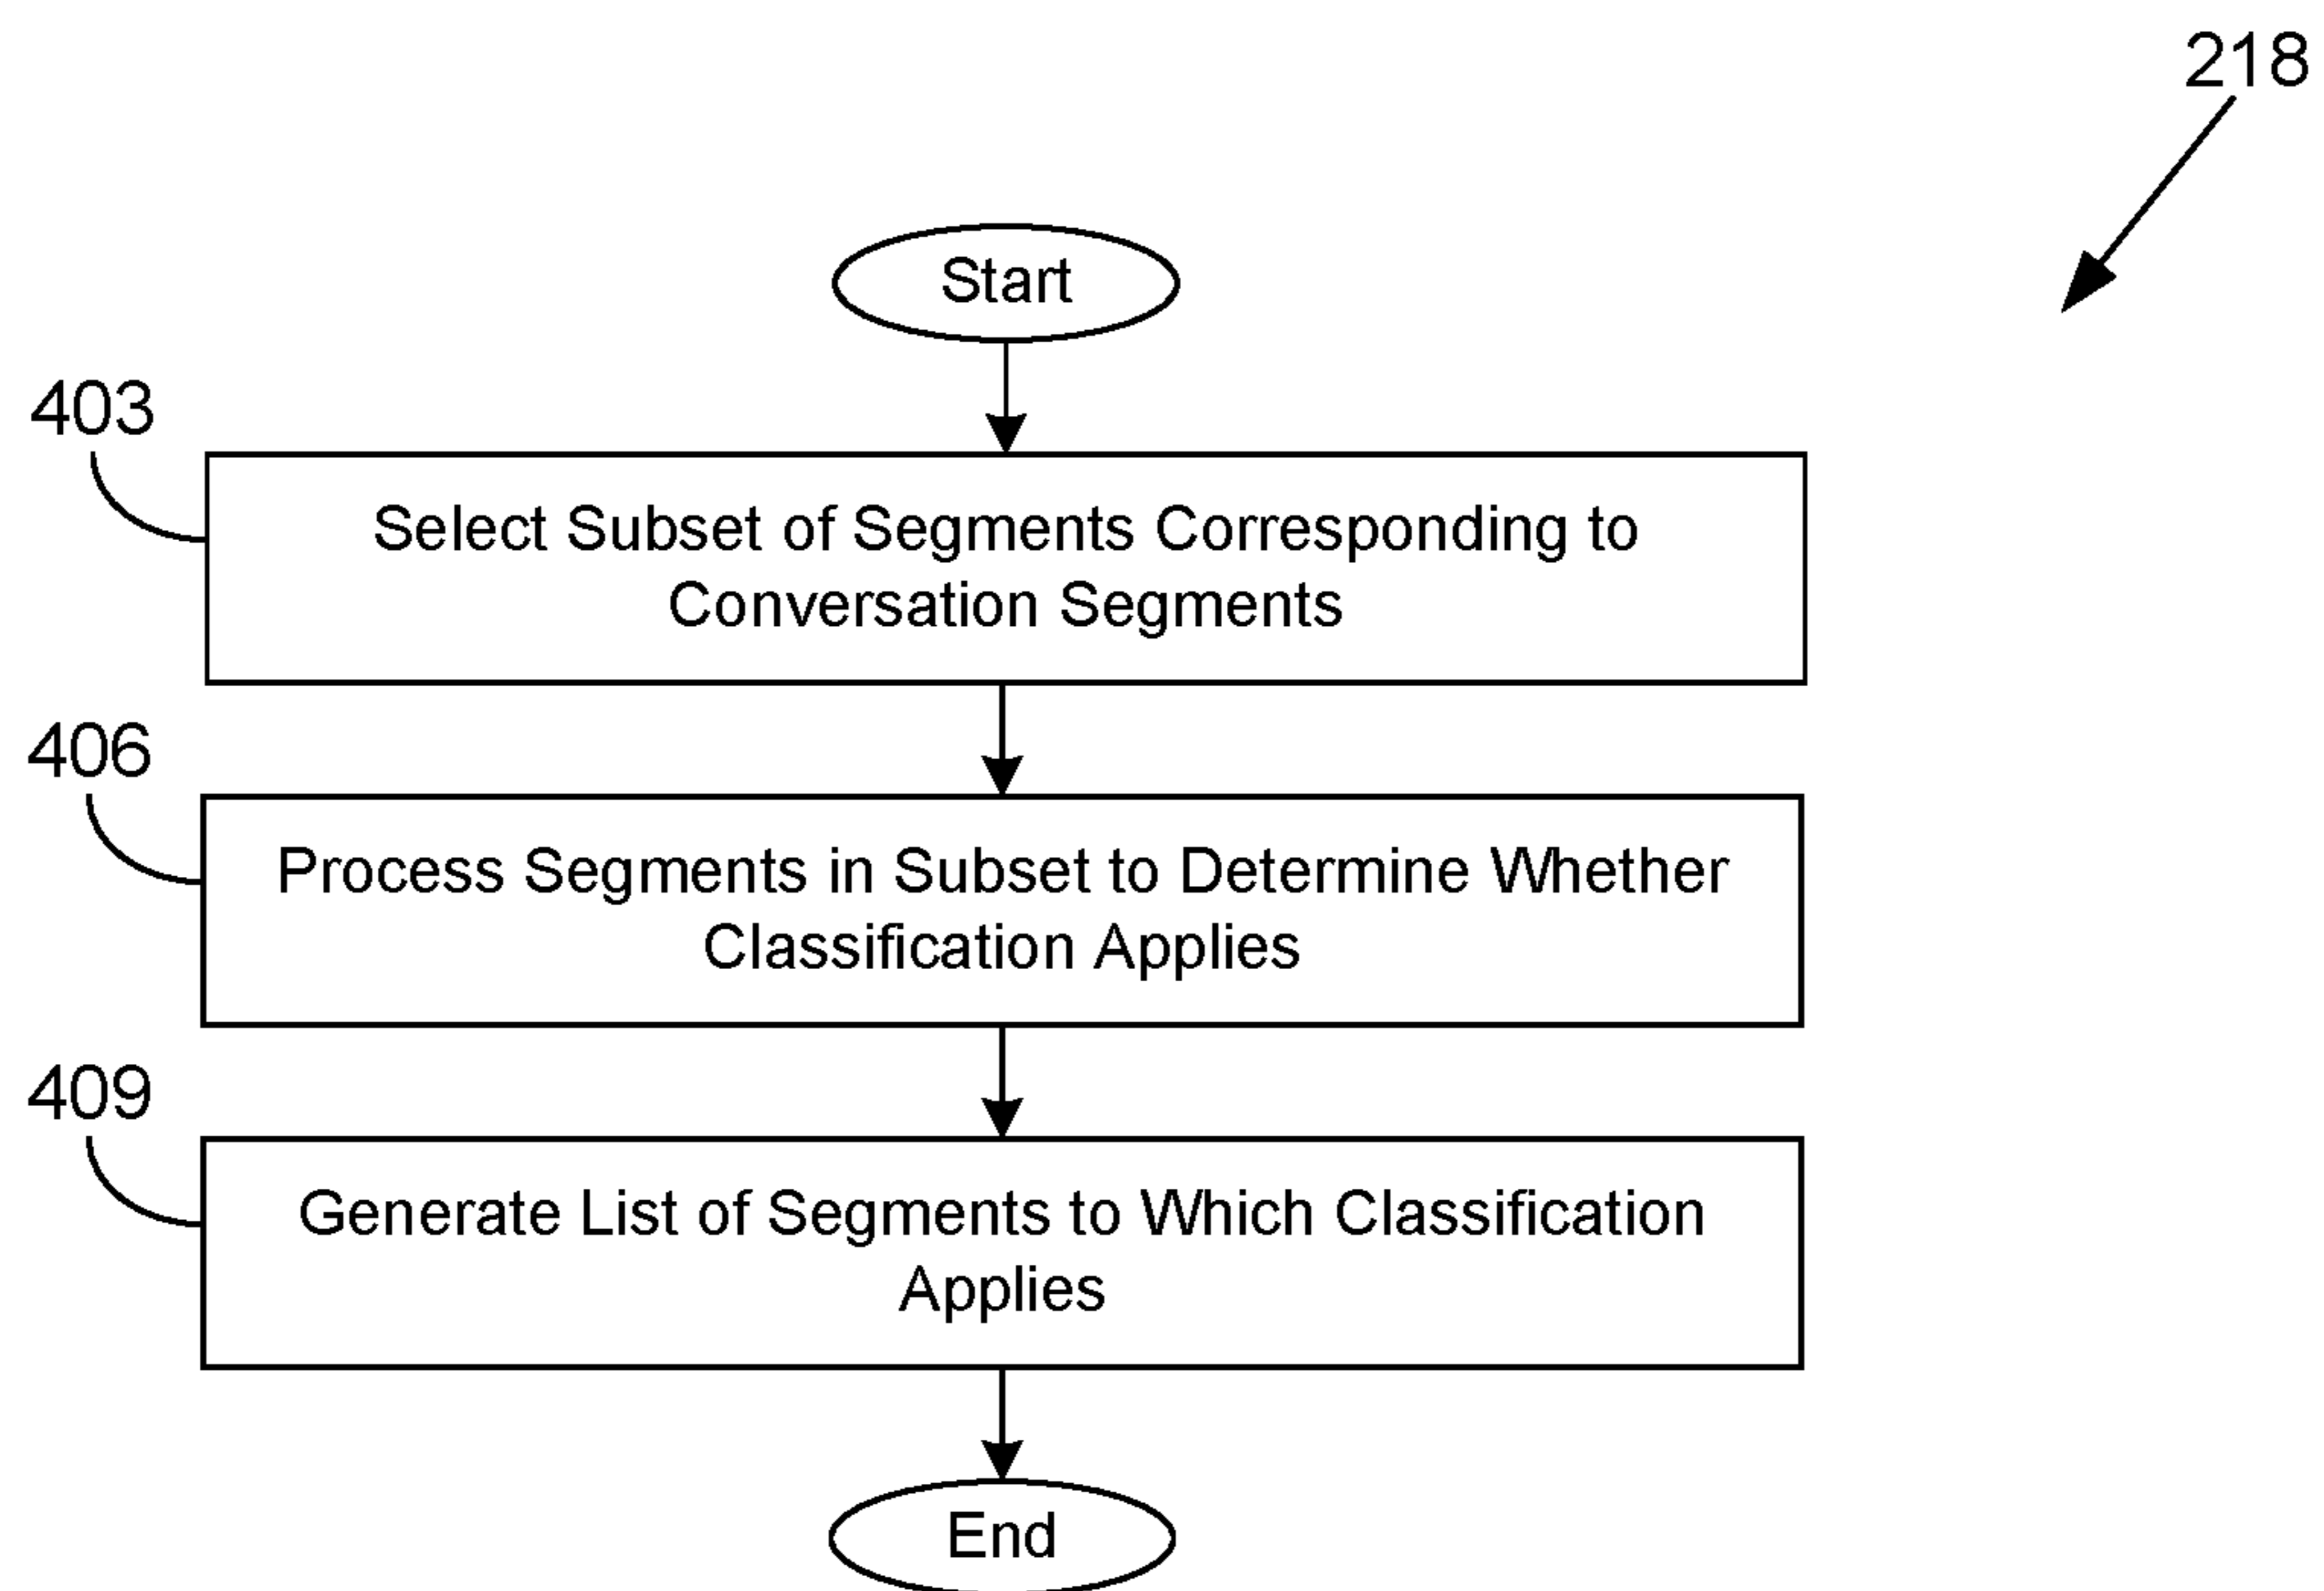 218
Start
403
Select Subset of Segments Corresponding to
Conversation Segments
406
Process Segments in Subset to Determine Whether
Classification Applies
409
Generate List of Segments to Which Classification
Applies
End